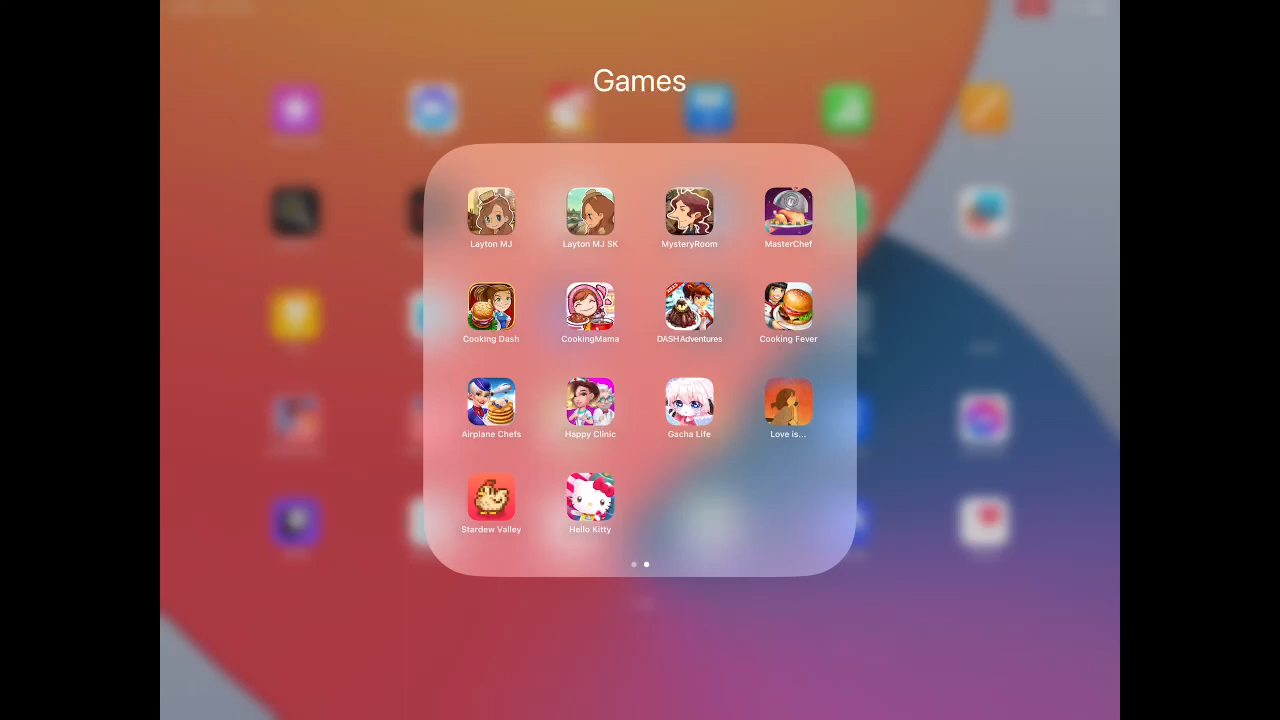 Games
Layton MJ
Layton MJ SK
MysteryRoom
MasterChef
Cooking Dash
CookingMama
DASHAdventures
Cooking Fever
Airplane Chefs
Happy Clinic
Gacha Life
Love is...
Stardew Valley
Hello Kitty